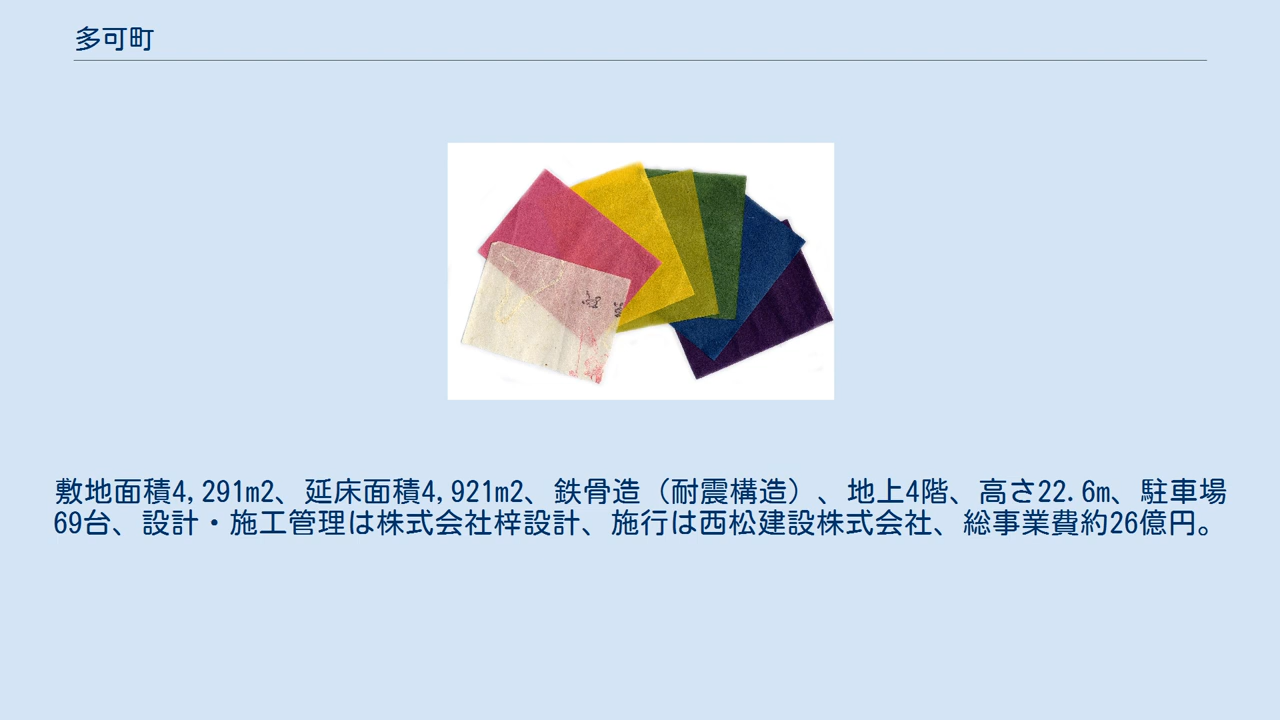 多可町
敷地面積4,291m2、延床面積4,921m2、鉄骨造（耐震構造）、地上4階、高さ22.6m、駐車場
69台、設計・施工管理は株式会社梓設計、施行は西松建設株式会社、総事業費約26億円。